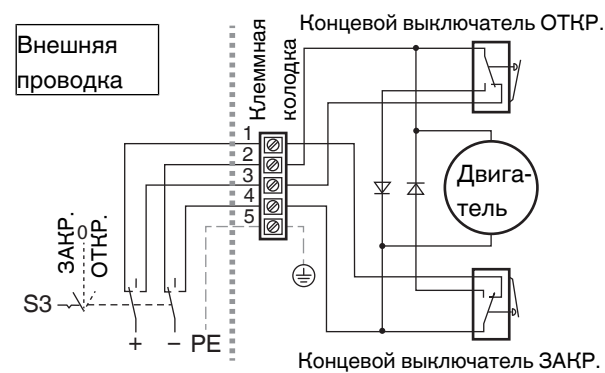 Концевой выключатель ОТКР.
Внешняя
проводка
Клеммная
колодка
1
2
3
4
5
Двига-
тель
ЗАКР.
0
ОТКР.
S3
+
–
PE
Концевой выключатель ЗАКР.